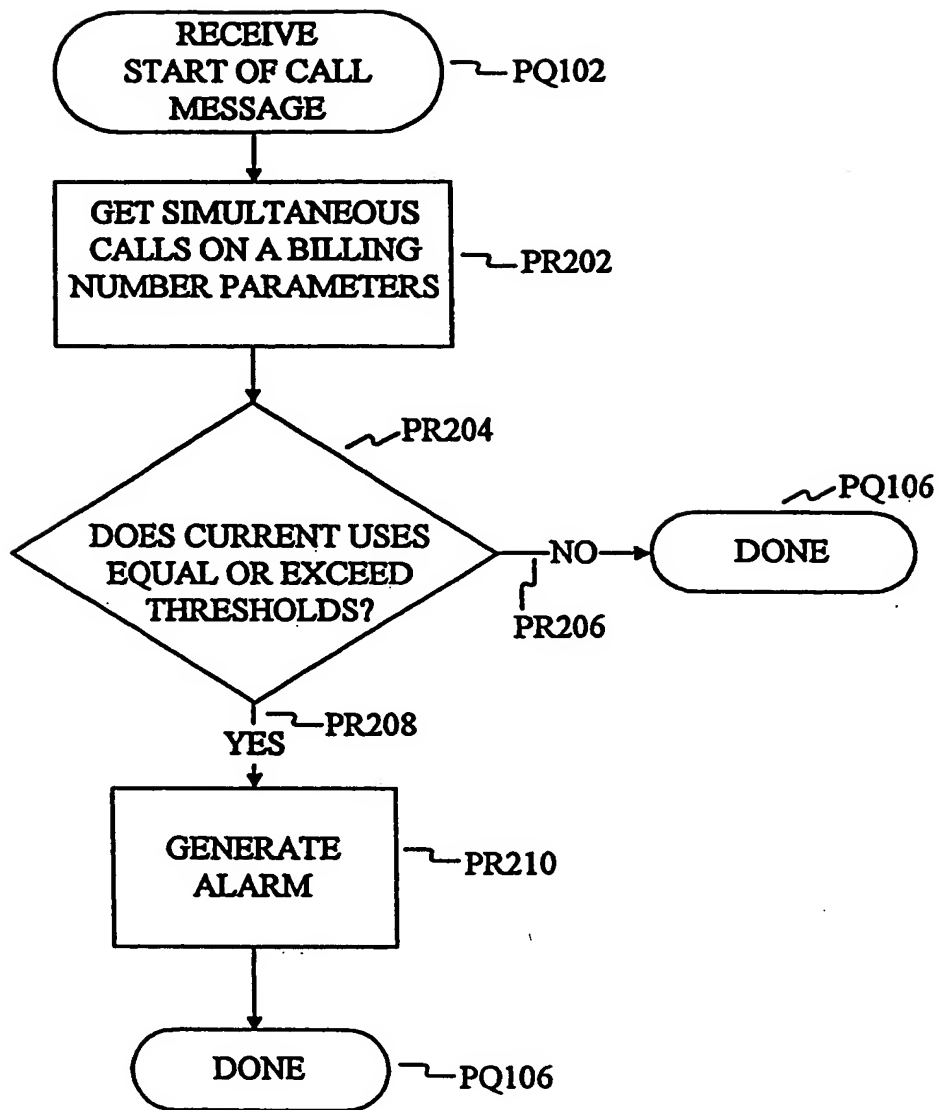 RECEIVE
START OF CALL
MESSAGE
PQ102
GET SIMULTANEOUS
CALLS ON A BILLING
NUMBER PARAMETERS
PR202
PR204
DOES CURRENT USES
EQUAL OR EXCEED
THRESHOLDS?
NO
PR206
PQ106
DONE
PR208
YES
GENERATE
ALARM
PR210
DONE
PQ106